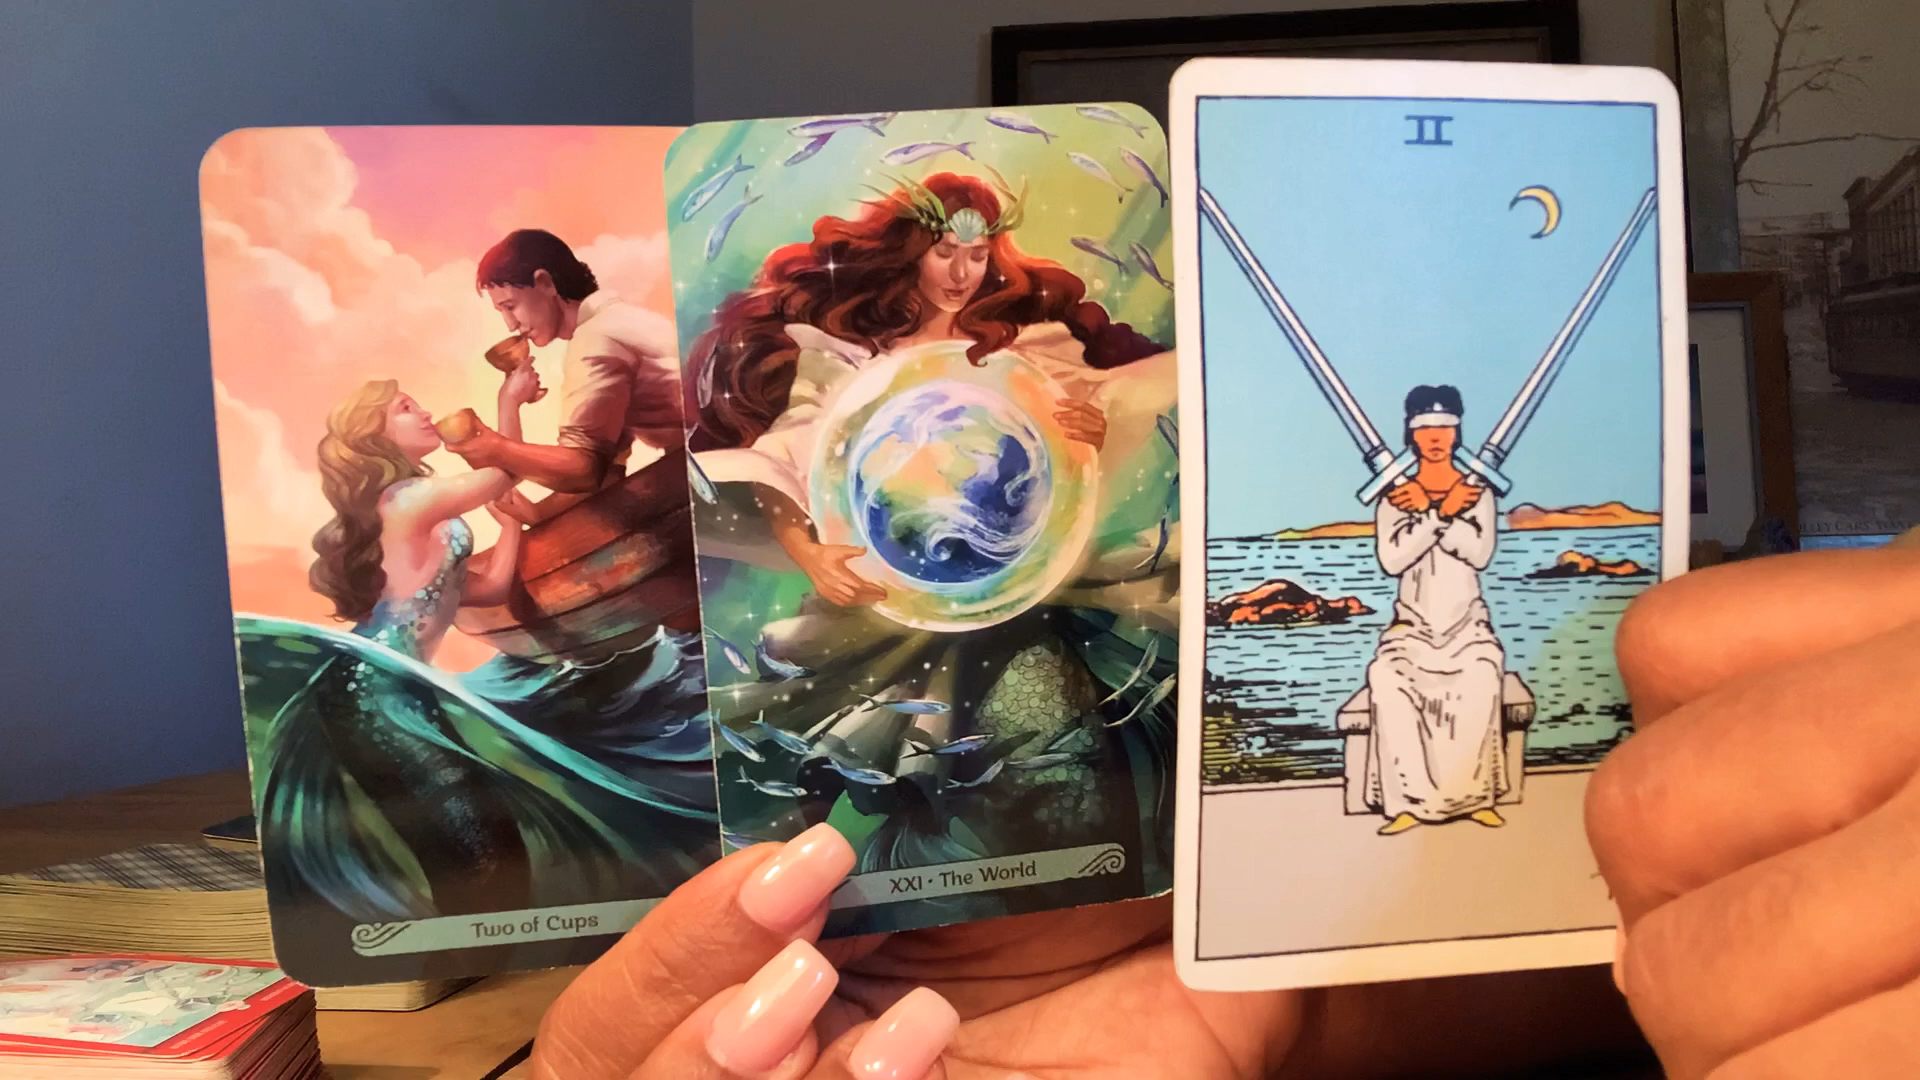 Two of Cups
XXI • The World
II